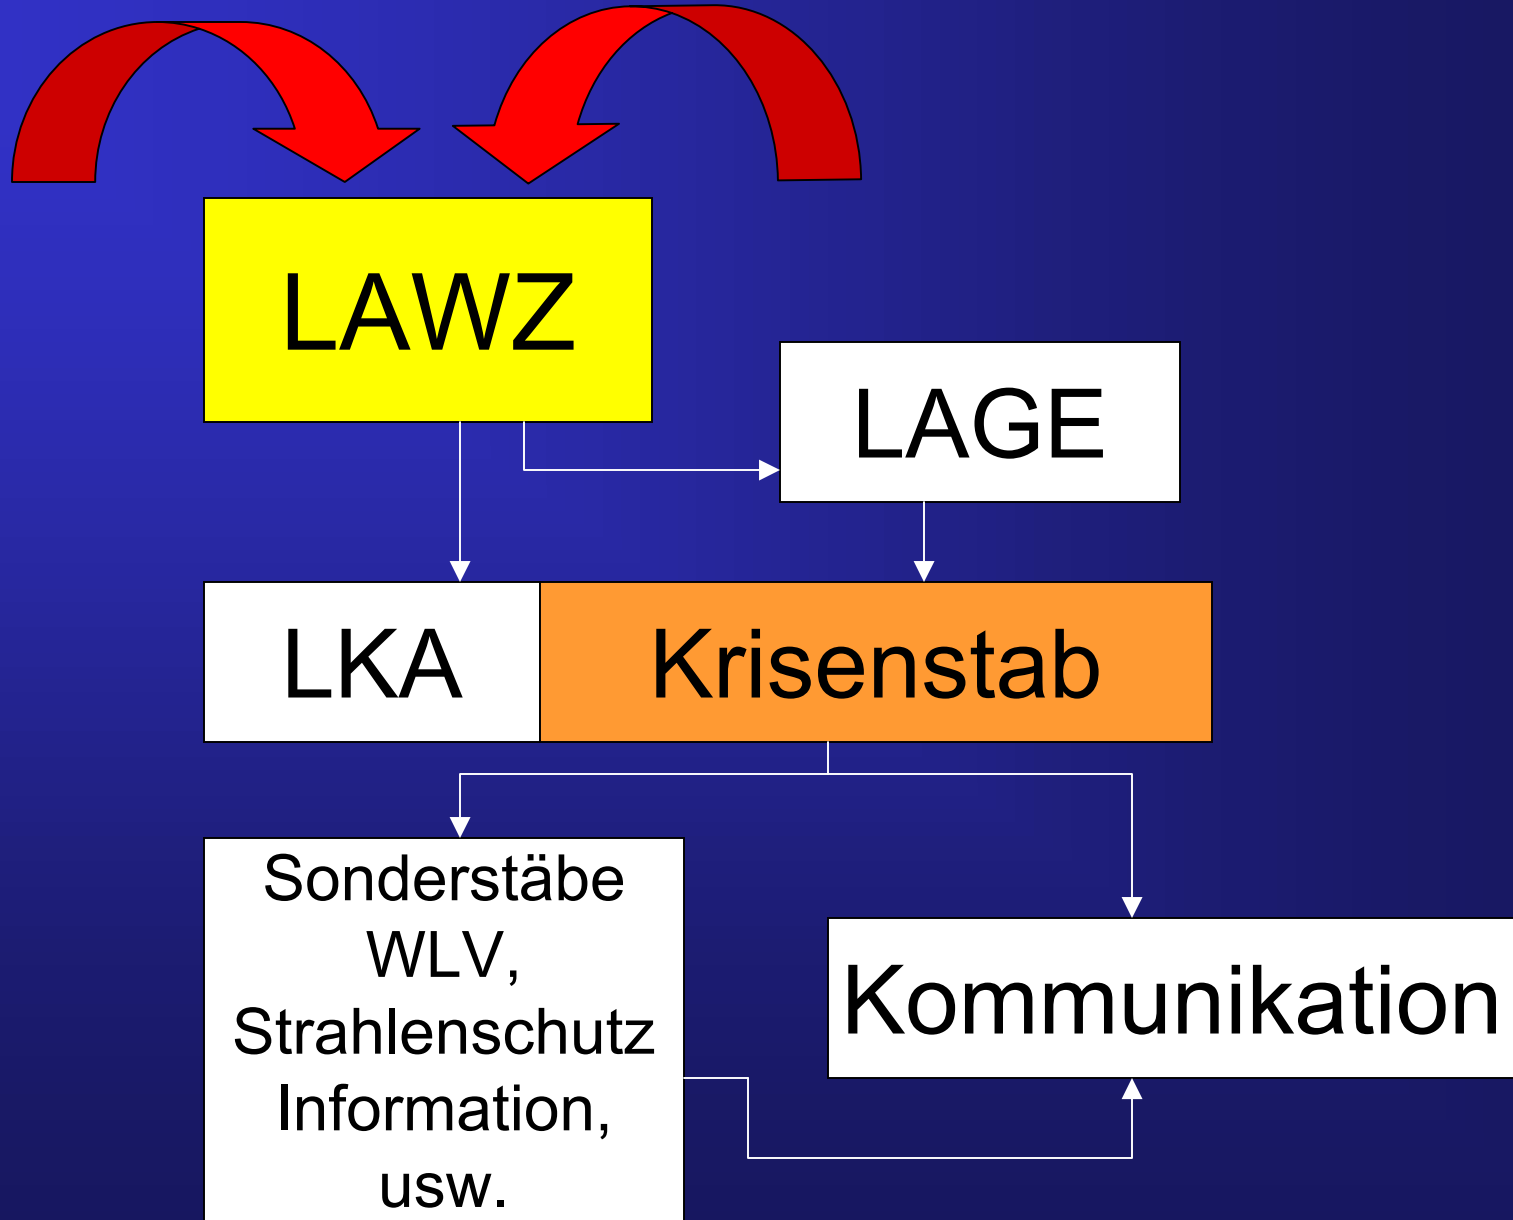 LAWZ
LAGE
LKA
Krisenstab
Sonderstäbe
WLV,
Strahlenschutz
Information,
usw.
Kommunikation